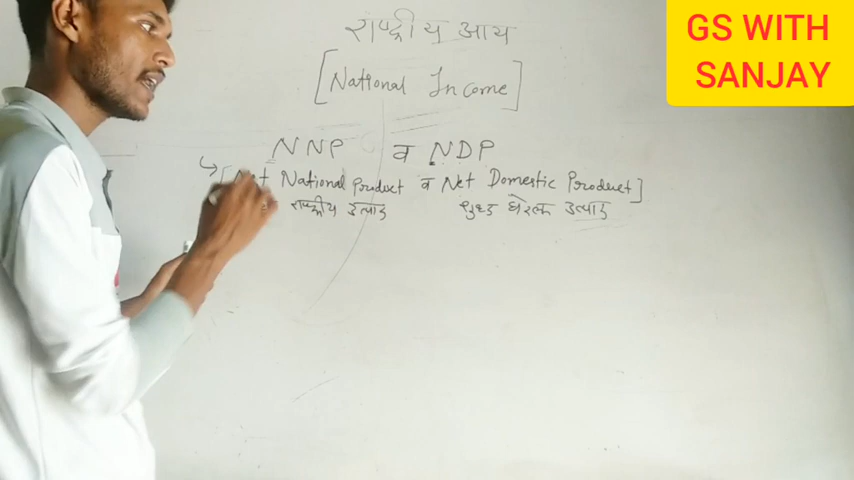 GS WITH
SANJAY
राष्ट्रीय आय
[National Income]
NNP व NDP
[Net National Product व Net Domestic Product]
राष्ट्रीय उत्पाद शुध्द घरेलू उत्पाद